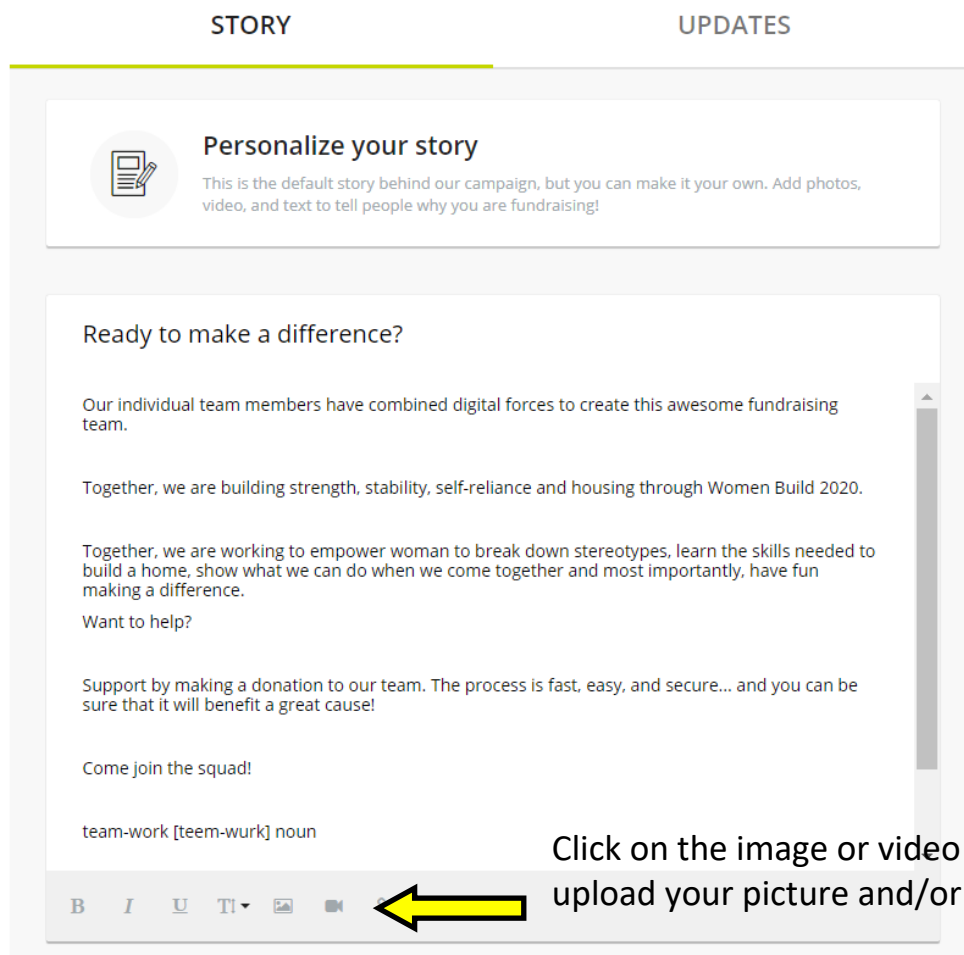 STORY
UPDATES
Personalize your story
This is the default story behind our campaign, but you can make it your own. Add photos,
video, and text to tell people why you are fundraising!
Ready to make a difference?
Our individual team members have combined digital forces to create this awesome fundraising
team.
Together, we are building strength, stability, self-reliance and housing through Women Build 2020.
Together, we are working to empower woman to break down stereotypes, learn the skills needed to
build a home, show what we can do when we come together and most importantly, have fun
making a difference.
Want to help?
Support by making a donation to our team. The process is fast, easy, and secure... and you can be
sure that it will benefit a great cause!
Come join the squad!
team-work [teem-wurk] noun
Click on the image or video
upload your picture and/or
B I U T